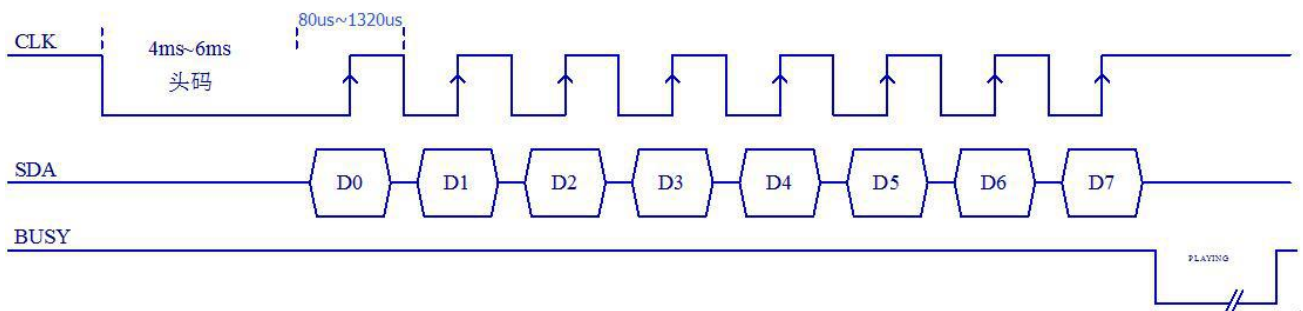 80us~1320us
CLK
4ms~6ms
头码
SDA
D0 D1 D2 D3 D4 D5 D6 D7
BUSY
PLAYING